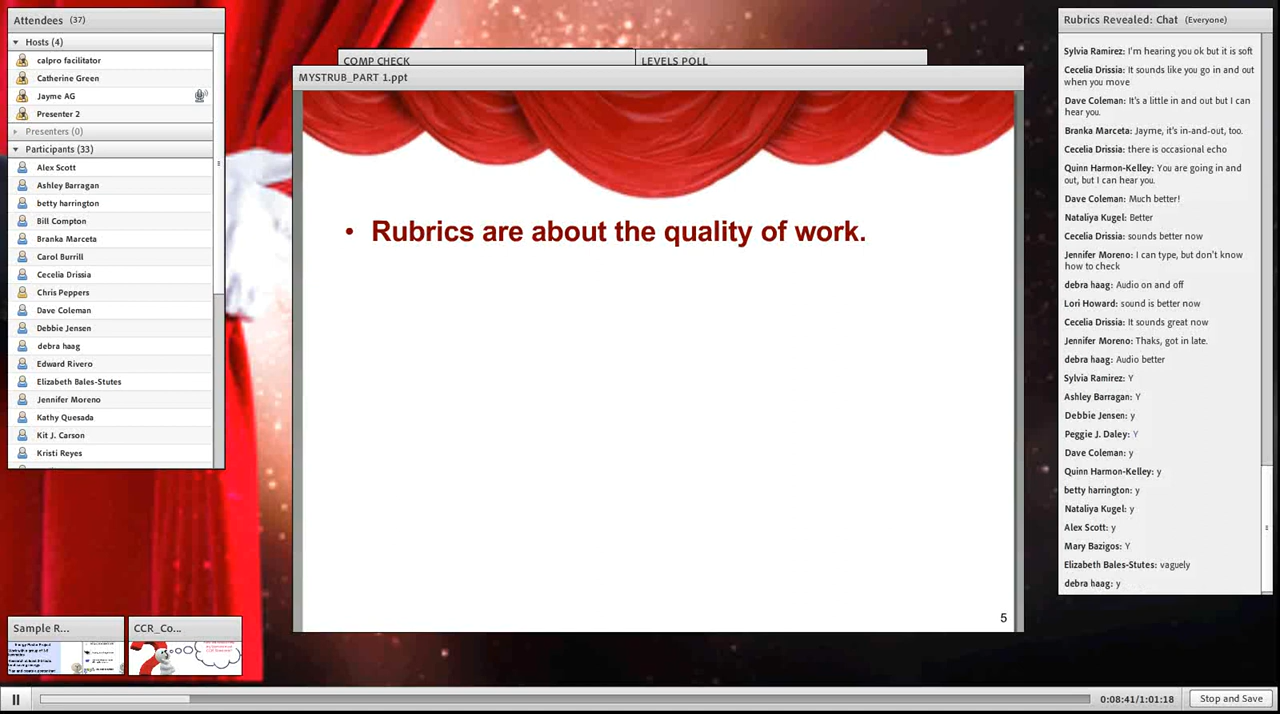 Attendees (37)
Hosts (4)
calpro facilitator
Catherine Green
Jayme AG
Presenter 2
Presenters (0)
Participants (33)
Alex Scott
Ashley Barragan
betty harrington
Bill Compton
Branka Marceta
Carol Burrill
Cecelia Drissia
Chris Peppers
Dave Coleman
Debbie Jensen
debra haag
Edward Rivero
Elizabeth Bales-Stutes
Jennifer Moreno
Kathy Quesada
Kit J. Carson
Kristi Reyes
Sample R...
CCR_Co...
COMP CHECK
LEVELS POLL
MYSTRUB_PART 1.ppt
• Rubrics are about the quality of work.
5
Rubrics Revealed: Chat (Everyone)
Sylvia Ramirez: I'm hearing you ok but it is soft
Cecelia Drissia: It sounds like you go in and out
when you move
Dave Coleman: It's a little in and out but I can
hear you.
Branka Marceta: Jayme, it's in-and-out, too.
Cecelia Drissia: there is occasional echo
Quinn Harmon-Kelley: You are going in and
out, but I can hear you.
Dave Coleman: Much better!
Nataliya Kugel: Better
Cecelia Drissia: sounds better now
Jennifer Moreno: I can type, but don't know
how to check
debra haag: Audio on and off
Lori Howard: sound is better now
Cecelia Drissia: It sounds great now
Jennifer Moreno: Thaks, got in late.
debra haag: Audio better
Sylvia Ramirez: Y
Ashley Barragan: Y
Debbie Jensen: y
Peggie J. Daley: Y
Dave Coleman: y
Quinn Harmon-Kelley: y
betty harrington: y
Nataliya Kugel: y
Alex Scott: y
Mary Bazigos: Y
Elizabeth Bales-Stutes: vaguely
debra haag: y
0:08:41/1:01:18
Stop and Save